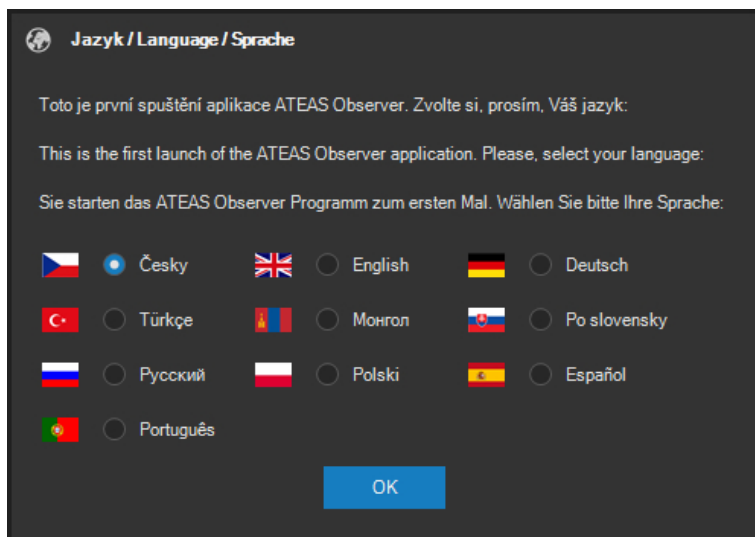 Jazyk / Language / Sprache
Toto je první spuštění aplikace ATEAS Observer. Zvolte si, prosím, Váš jazyk:
This is the first launch of the ATEAS Observer application. Please, select your language:
Sie starten das ATEAS Observer Programm zum ersten Mal. Wählen Sie bitte Ihre Sprache:
Česky English Deutsch
Türkçe Монгол Po slovensky
Русский Polski Español
Português
OK